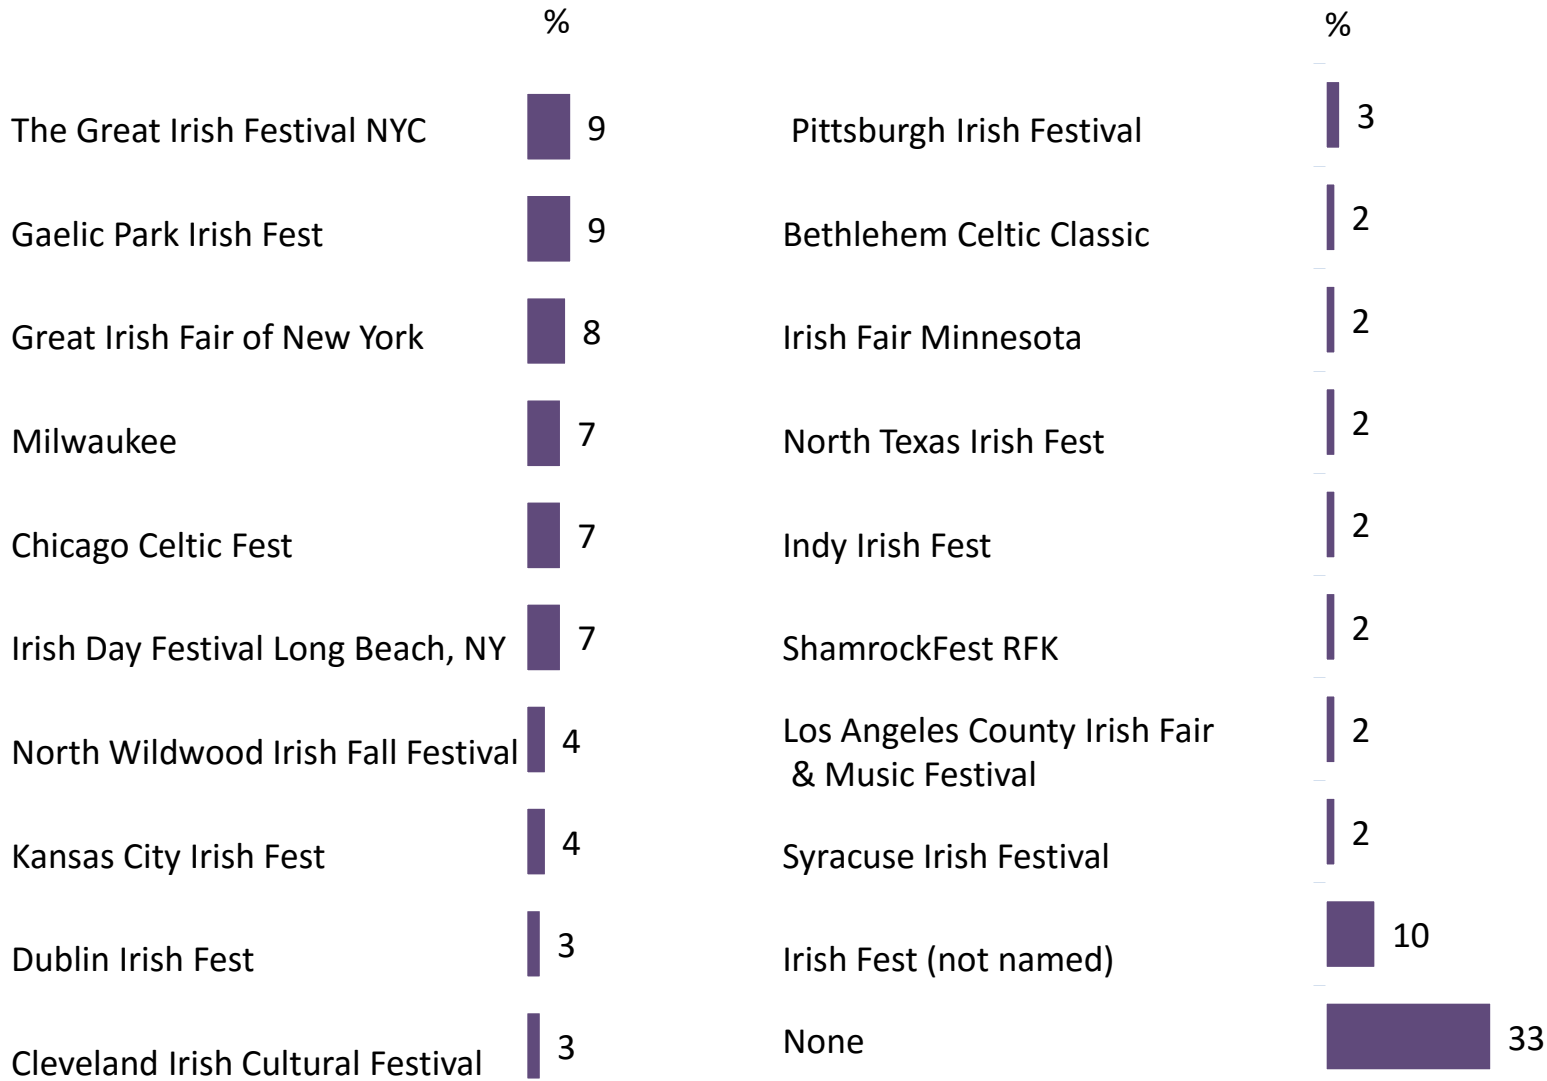 %
The Great Irish Festival NYC 9
Gaelic Park Irish Fest 9
Great Irish Fair of New York 8
Milwaukee 7
Chicago Celtic Fest 7
Irish Day Festival Long Beach, NY 7
North Wildwood Irish Fall Festival 4
Kansas City Irish Fest 4
Dublin Irish Fest 3
Cleveland Irish Cultural Festival 3
%
Pittsburgh Irish Festival 3
Bethlehem Celtic Classic 2
Irish Fair Minnesota 2
North Texas Irish Fest 2
Indy Irish Fest 2
ShamrockFest RFK 2
Los Angeles County Irish Fair
& Music Festival 2
Syracuse Irish Festival 2
Irish Fest (not named) 10
None 33